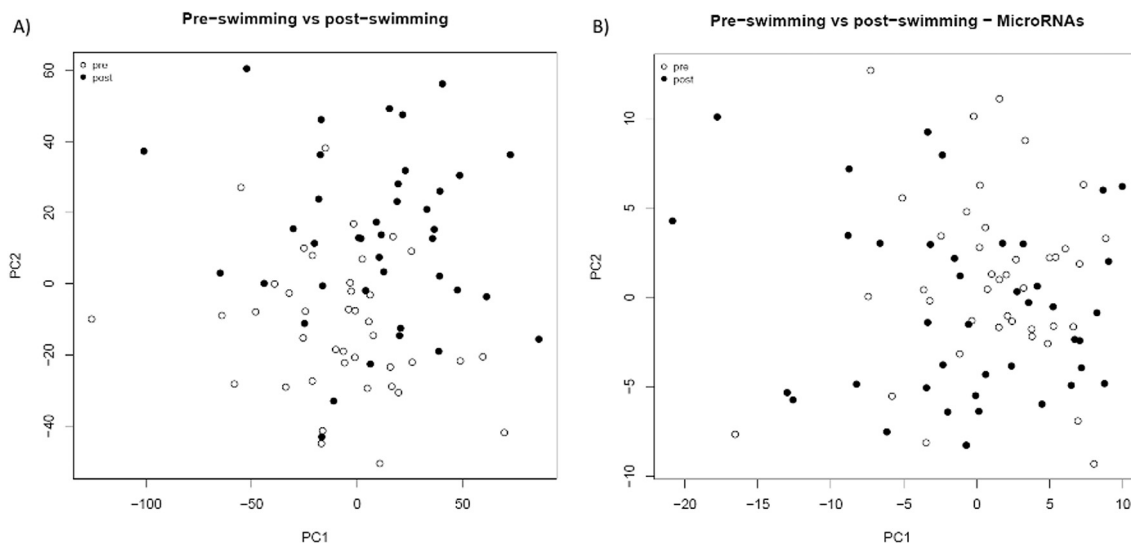 A)
Pre-swimming vs post-swimming
pre
post
60
40
20
0
−20
−40
PC2
−100
−50
0
50
PC1
B)
Pre-swimming vs post-swimming - MicroRNAs
pre
post
10
5
0
−5
−10
PC2
−20
−15
−10
−5
0
5
10
PC1